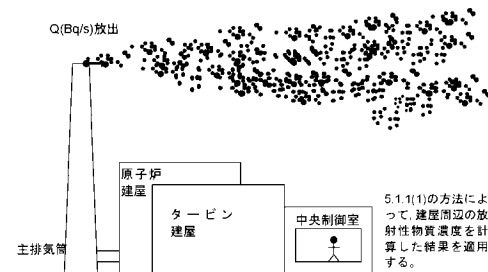 Q(Bq/s)放出
原子炉
建屋
タービン
建屋
中央制御室
主排気筒
5.1.1(1)の方法によ
って,建屋周辺の放
射性物質濃度を計
算した結果を適用
する。